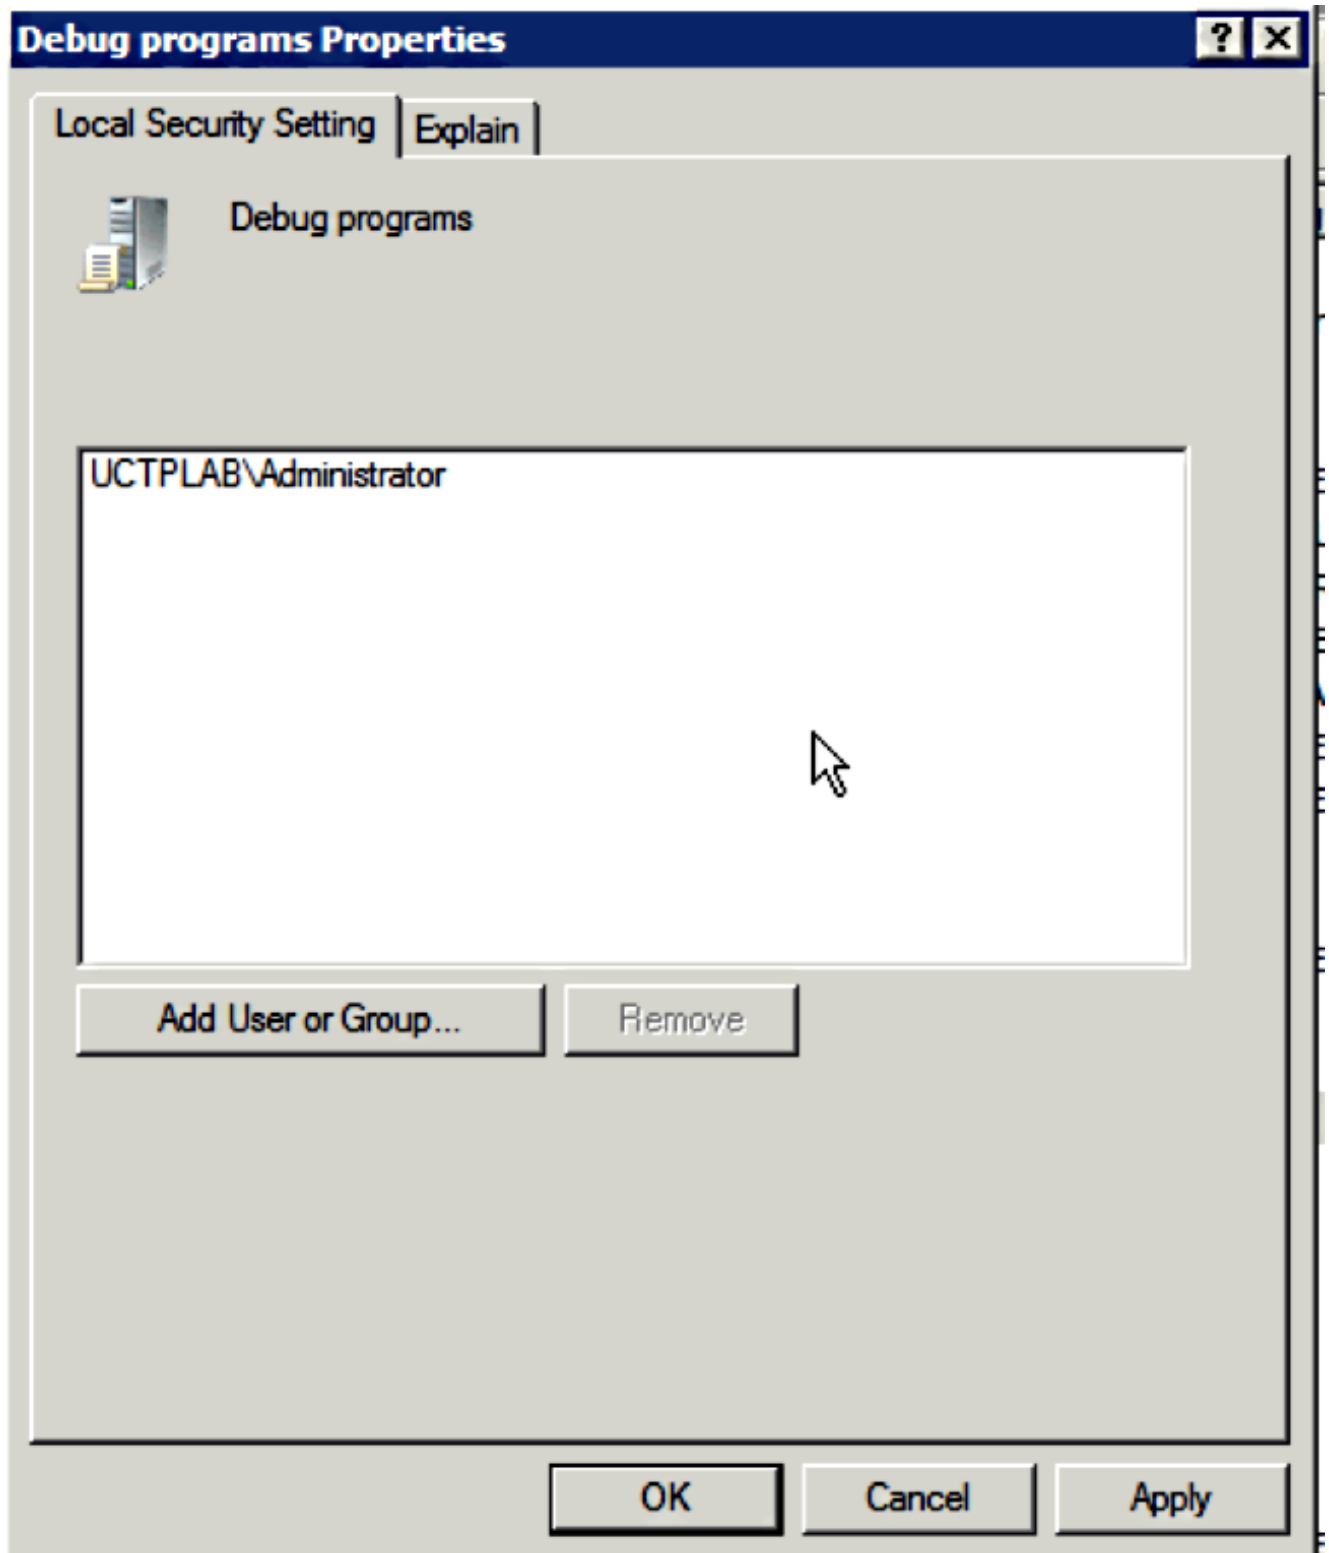 Debug programs Properties
Local Security Setting
Explain
Debug programs
UCTPLAB\Administrator
Add User or Group...
Remove
OK
Cancel
Apply